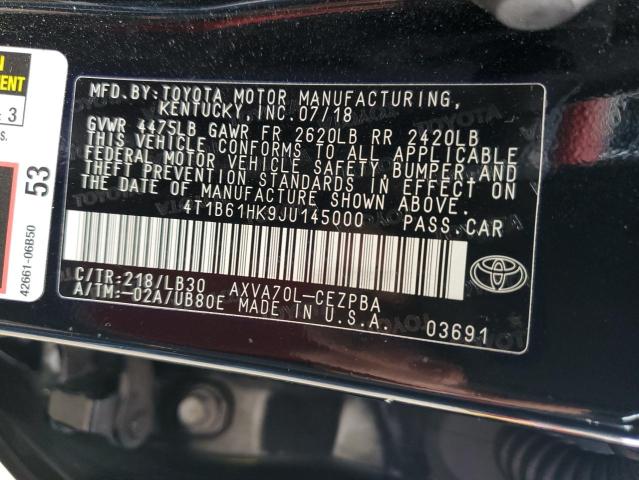 MFD.BY:TOYOTA MOTOR MANUFACTURING,
KENTUCKY, INC.07/18
GVWR 4475LB GAWR FR 2620LB RR 2420LB
THIS VEHICLE CONFORMS TO ALL APPLICABLE
FEDERAL MOTOR VEHICLE SAFETY, BUMPER, AND
THEFT PREVENTION STANDARDS IN EFFECT ON
THE DATE OF MANUFACTURE SHOWN ABOVE.
4T1B61HK9JU145000 PASS.CAR
C/TR:218/LB30 AXVA70L-CEZPBA
A/TM:-02A/UB80E MADE IN U.S.A. 03691
3
53
42661-06B50